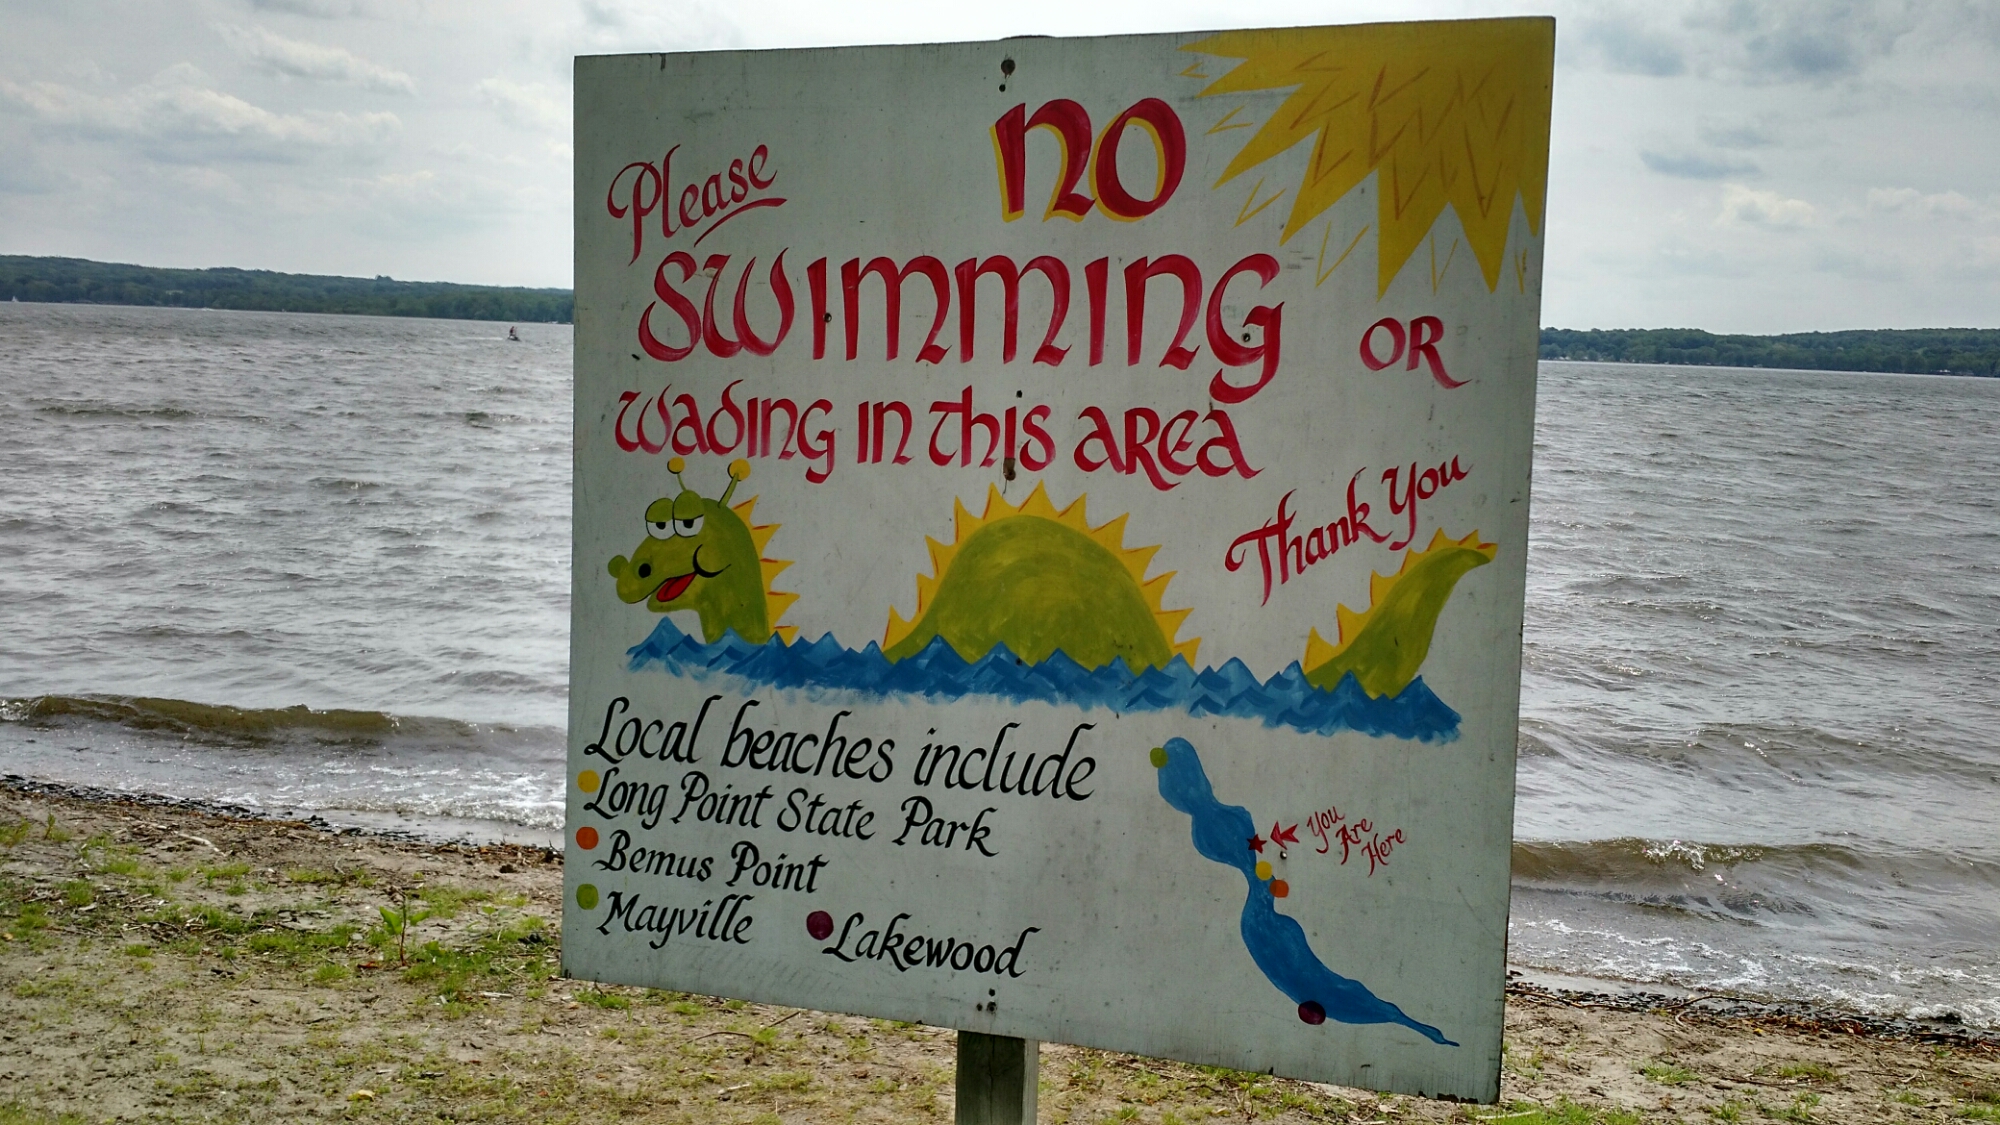 Please NO
SWIMMING OR
WADING IN THIS AREA
Thank You
Local beaches include
Long Point State Park
Bemus Point
Mayville Lakewood
You
Are
Here